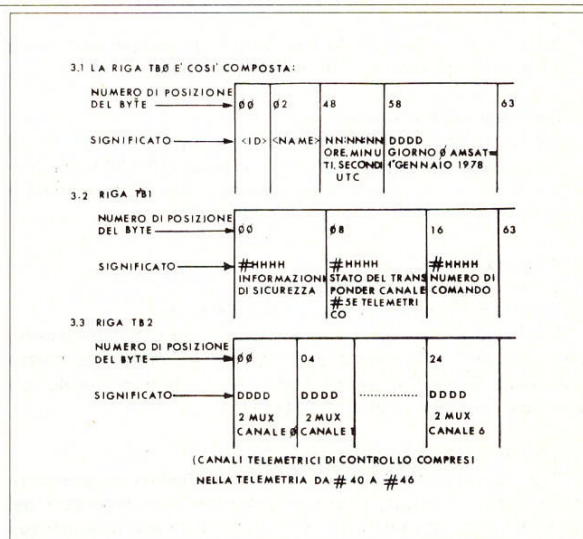 3.1 LA RIGA TBØ E' COSI' COMPOSTA:
NUMERO DI POSIZIONE
DEL BYTE
ØØ Ø2 48 58 63
SIGNIFICATO
<ID> <NAME> NN:NN:NN DDDD
ORE, MINU GIORNO Ø AMSAT=
TI, SECONDI 1° GENNAIO 1978
UTC
3.2 RIGA TB1
NUMERO DI POSIZIONE
DEL BYTE
ØØ Ø8 16 63
SIGNIFICATO
#HHHH #HHHH #HHHH
INFORMAZIONI STATO DEL TRANS NUMERO DI
DI SICUREZZA PONDER CANALE COMANDO
#5E TELEMETRI
CO
3.3 RIGA TB2
NUMERO DI POSIZIONE
DEL BYTE
ØØ 04 24
SIGNIFICATO
DDDD DDDD .................. DDDD
2 MUX 2 MUX 2 MUX
CANALE Ø CANALE 1 CANALE 6
(CANALI TELEMETRICI DI CONTROLLO COMPRESI
NELLA TELEMETRIA DA #40 A #46